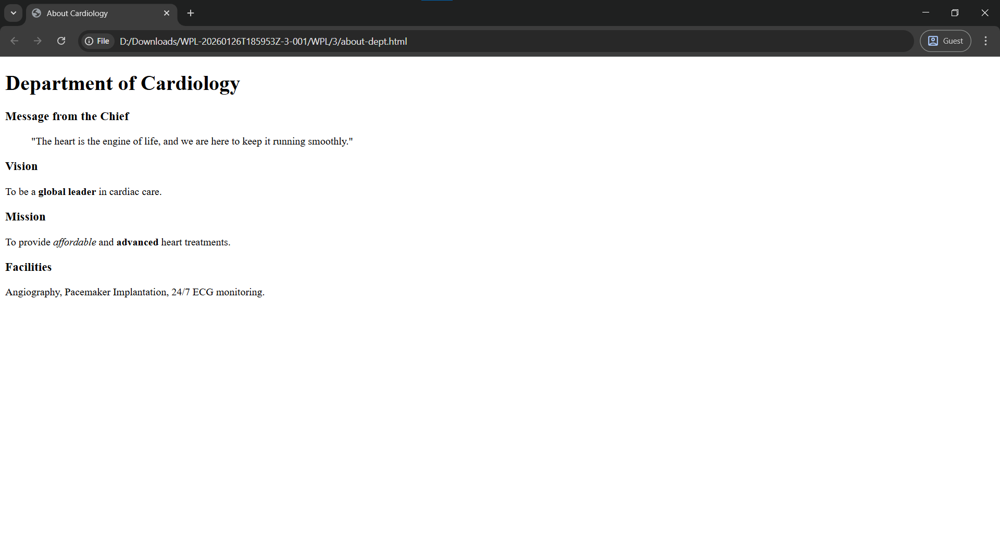 About Cardiology
File D:/Downloads/WPL-20260126T185953Z-3-001/WPL/3/about-dept.html Guest
Department of Cardiology
Message from the Chief
"The heart is the engine of life, and we are here to keep it running smoothly."
Vision
To be a global leader in cardiac care.
Mission
To provide affordable and advanced heart treatments.
Facilities
Angiography, Pacemaker Implantation, 24/7 ECG monitoring.